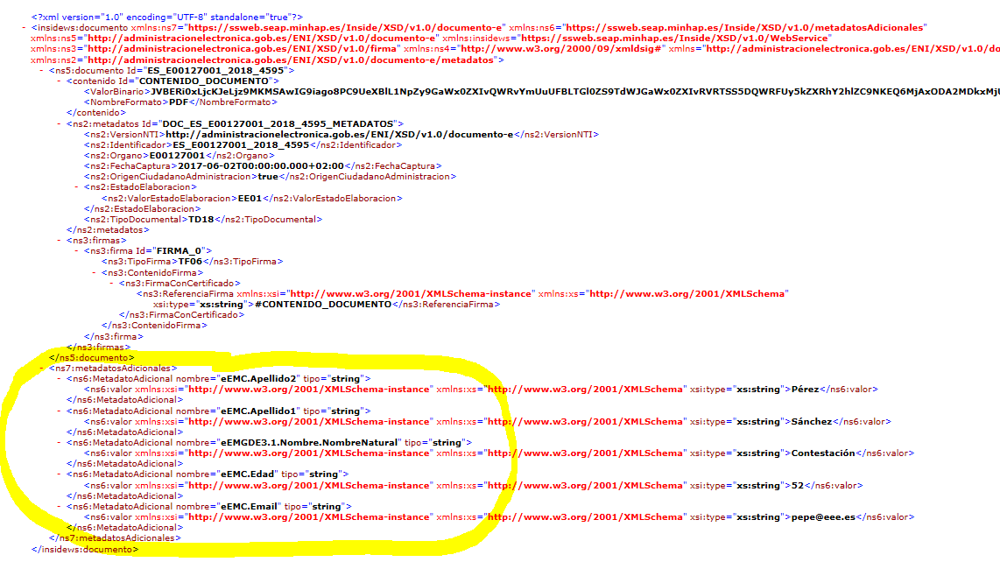 <?xml version="1.0" encoding="UTF-8" standalone="true"?>
- <insidews:documento xmlns:ns7="https://ssweb.seap.minhap.es/Inside/XSD/v1.0/documento-e" xmlns:ns6="https://ssweb.seap.minhap.es/Inside/XSD/v1.0/metadatosAdicionales"
xmlns:ns5="http://administracionelectronica.gob.es/ENI/XSD/v1.0/documento-e" xmlns:insidews="https://ssweb.seap.minhap.es/Inside/XSD/v1.0/WebService"
xmlns:ns3="http://administracionelectronica.gob.es/ENI/XSD/v1.0/firma" xmlns:ns4="http://www.w3.org/2000/09/xmldsig#" xmlns="http://administracionelectronica.gob.es/ENI/XSD/v1.0/do
xmlns:ns2="http://administracionelectronica.gob.es/ENI/XSD/v1.0/documento-e/metadatos">
- <ns5:documento Id="ES_E00127001_2018_4595">
- <contenido Id="CONTENIDO_DOCUMENTO">
<ValorBinario>
<NombreFormato>PDF</NombreFormato>
</contenido>
- <ns2:metadatos Id="DOC_ES_E00127001_2018_4595_METADATOS">
<ns2:VersionNTI>http://administracionelectronica.gob.es/ENI/XSD/v1.0/documento-e</ns2:VersionNTI>
<ns2:Identificador>ES_E00127001_2018_4595</ns2:Identificador>
<ns2:Organo>E00127001</ns2:Organo>
<ns2:FechaCaptura>2017-06-02T00:00:00.000+02:00</ns2:FechaCaptura>
<ns2:OrigenCiudadanoAdministracion>true</ns2:OrigenCiudadanoAdministracion>
- <ns2:EstadoElaboracion>
<ns2:ValorEstadoElaboracion>EE01</ns2:ValorEstadoElaboracion>
</ns2:EstadoElaboracion>
<ns2:TipoDocumental>TD18</ns2:TipoDocumental>
</ns2:metadatos>
- <ns3:firmas>
- <ns3:firma Id="FIRMA_0">
<ns3:TipoFirma>TF06</ns3:TipoFirma>
- <ns3:ContenidoFirma>
- <ns3:FirmaConCertificado>
<ns3:ReferenciaFirma xmlns:xsi="http://www.w3.org/2001/XMLSchema-instance" xmlns:xs="http://www.w3.org/2001/XMLSchema"
xsi:type="xs:string">#CONTENIDO_DOCUMENTO</ns3:ReferenciaFirma>
</ns3:FirmaConCertificado>
</ns3:ContenidoFirma>
</ns3:firma>
</ns3:firmas>
</ns5:documento>
- <ns7:metadatosAdicionales>
- <ns6:MetadatoAdicional nombre="eEMC.Apellido2" tipo="string">
<ns6:valor xmlns:xsi="http://www.w3.org/2001/XMLSchema-instance" xmlns:xs="http://www.w3.org/2001/XMLSchema" xsi:type="xs:string">Pérez</ns6:valor>
</ns6:MetadatoAdicional>
- <ns6:MetadatoAdicional nombre="eEMC.Apellido1" tipo="string">
<ns6:valor xmlns:xsi="http://www.w3.org/2001/XMLSchema-instance" xmlns:xs="http://www.w3.org/2001/XMLSchema" xsi:type="xs:string">Sánchez</ns6:valor>
</ns6:MetadatoAdicional>
- <ns6:MetadatoAdicional nombre="eEMGDE3.1.Nombre.NombreNatural" tipo="string">
<ns6:valor xmlns:xsi="http://www.w3.org/2001/XMLSchema-instance" xmlns:xs="http://www.w3.org/2001/XMLSchema" xsi:type="xs:string">Contestación</ns6:valor>
</ns6:MetadatoAdicional>
- <ns6:MetadatoAdicional nombre="eEMC.Edad" tipo="string">
<ns6:valor xmlns:xsi="http://www.w3.org/2001/XMLSchema-instance" xmlns:xs="http://www.w3.org/2001/XMLSchema" xsi:type="xs:string">52</ns6:valor>
</ns6:MetadatoAdicional>
- <ns6:MetadatoAdicional nombre="eEMC.Email" tipo="string">
<ns6:valor xmlns:xsi="http://www.w3.org/2001/XMLSchema-instance" xmlns:xs="http://www.w3.org/2001/XMLSchema" xsi:type="xs:string">pepe@eee.es</ns6:valor>
</ns6:MetadatoAdicional>
</ns7:metadatosAdicionales>
</insidews:documento>